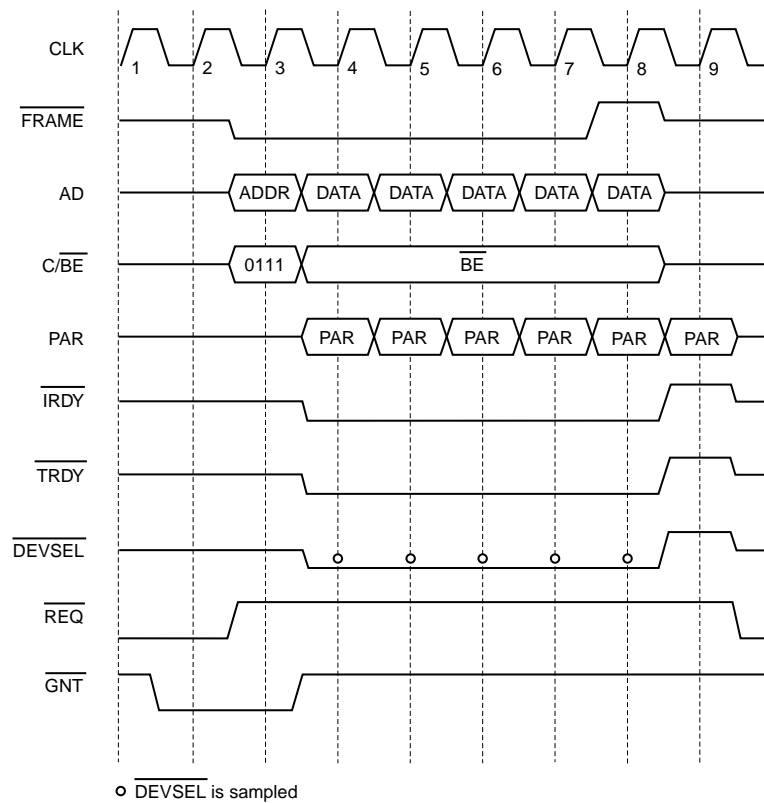 CLK
1 2 3 4 5 6 7 8 9
FRAME
AD
ADDR DATA DATA DATA DATA DATA
C/BE
0111 BE
PAR
PAR PAR PAR PAR PAR PAR
IRDY
TRDY
DEVSEL
REQ
GNT
DEVSEL is sampled